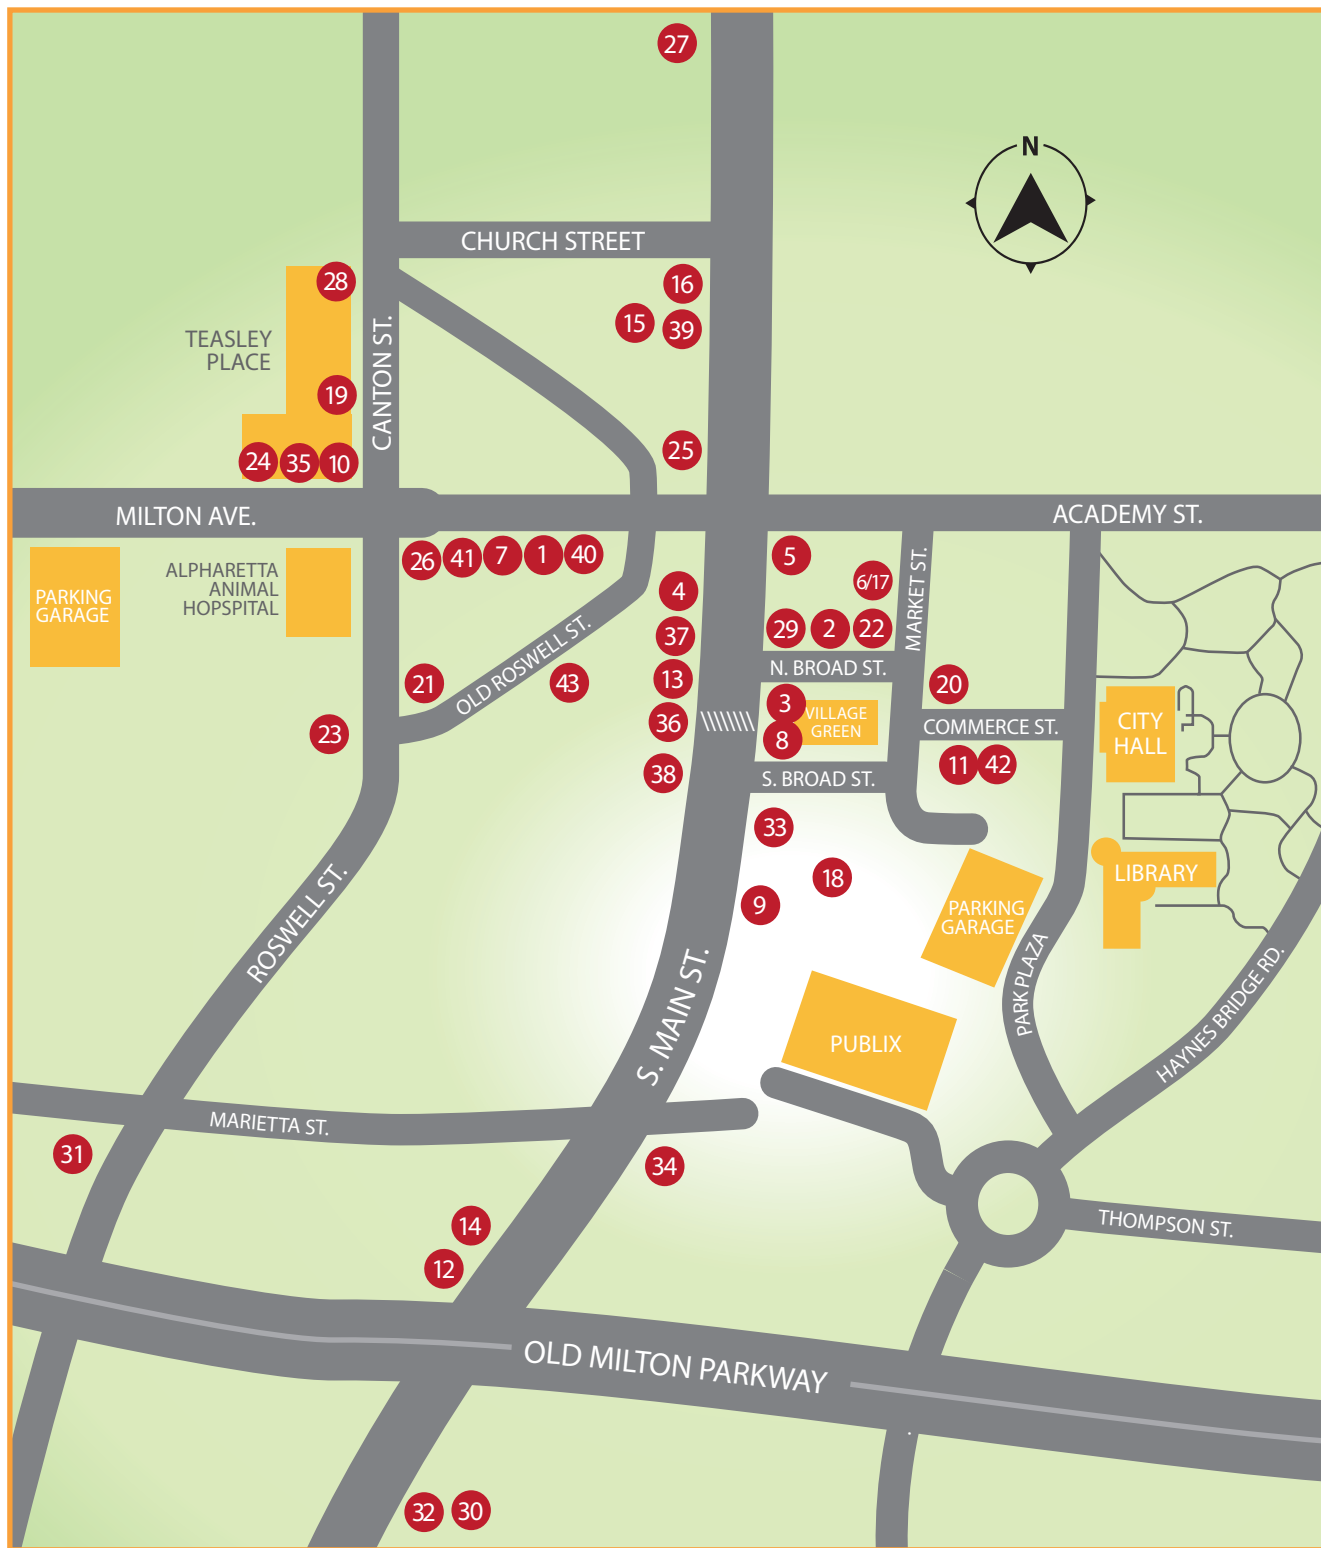 27
N
CHURCH STREET
28
16
15
39
TEASLEY
PLACE
CANTON ST.
19
25
24
35
10
MILTON AVE.
ACADEMY ST.
26
41
7
1
40
5
6/17
MARKET ST.
PARKING
GARAGE
ALPHARETTA
ANIMAL
HOPSPITAL
4
37
29
2
22
OLD ROSWELL ST.
N. BROAD ST.
21
43
13
20
3
8
VILLAGE
GREEN
23
36
COMMERCE ST.
CITY
HALL
38
S. BROAD ST.
11
42
33
18
9
LIBRARY
PARKING
GARAGE
ROSWELL ST.
S. MAIN ST.
PARK PLAZA
HAYNES BRIDGE RD.
PUBLIX
MARIETTA ST.
31
34
14
12
THOMPSON ST.
OLD MILTON PARKWAY
32
30